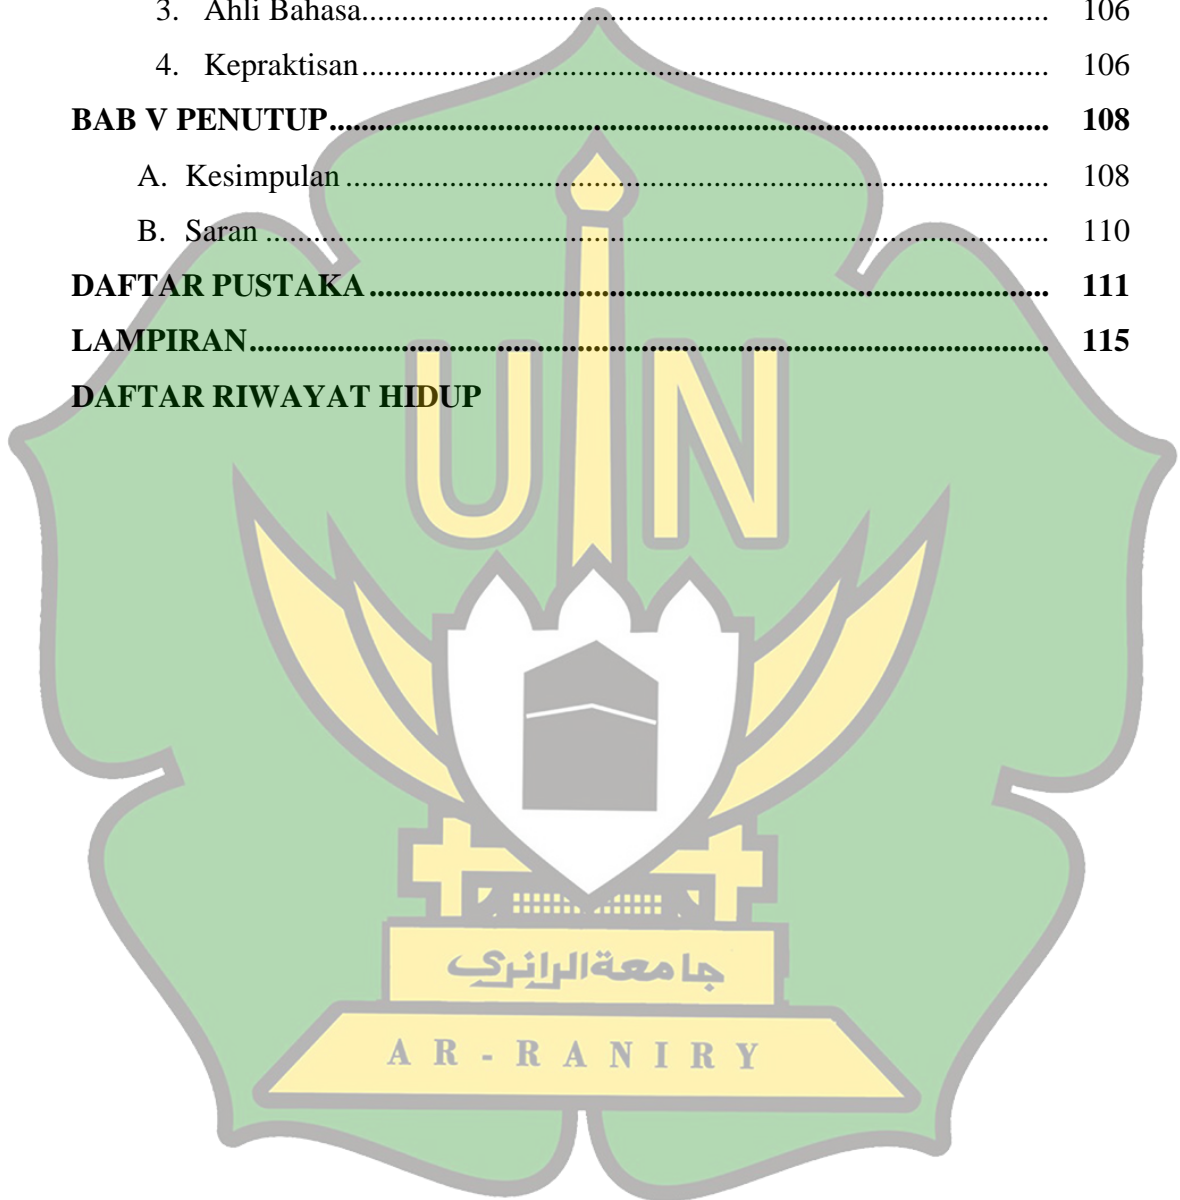 3. Ahli Bahasa.......................................................................................... 106
4. Kepraktisan.......................................................................................... 106
BAB V PENUTUP.......................................................................................... 108
A. Kesimpulan.......................................................................................... 108
B. Saran.......................................................................................... 110
DAFTAR PUSTAKA.......................................................................................... 111
LAMPIRAN.......................................................................................... 115
DAFTAR RIWAYAT HIDUP
UIN
جامعة الرانري
AR-RANIRY